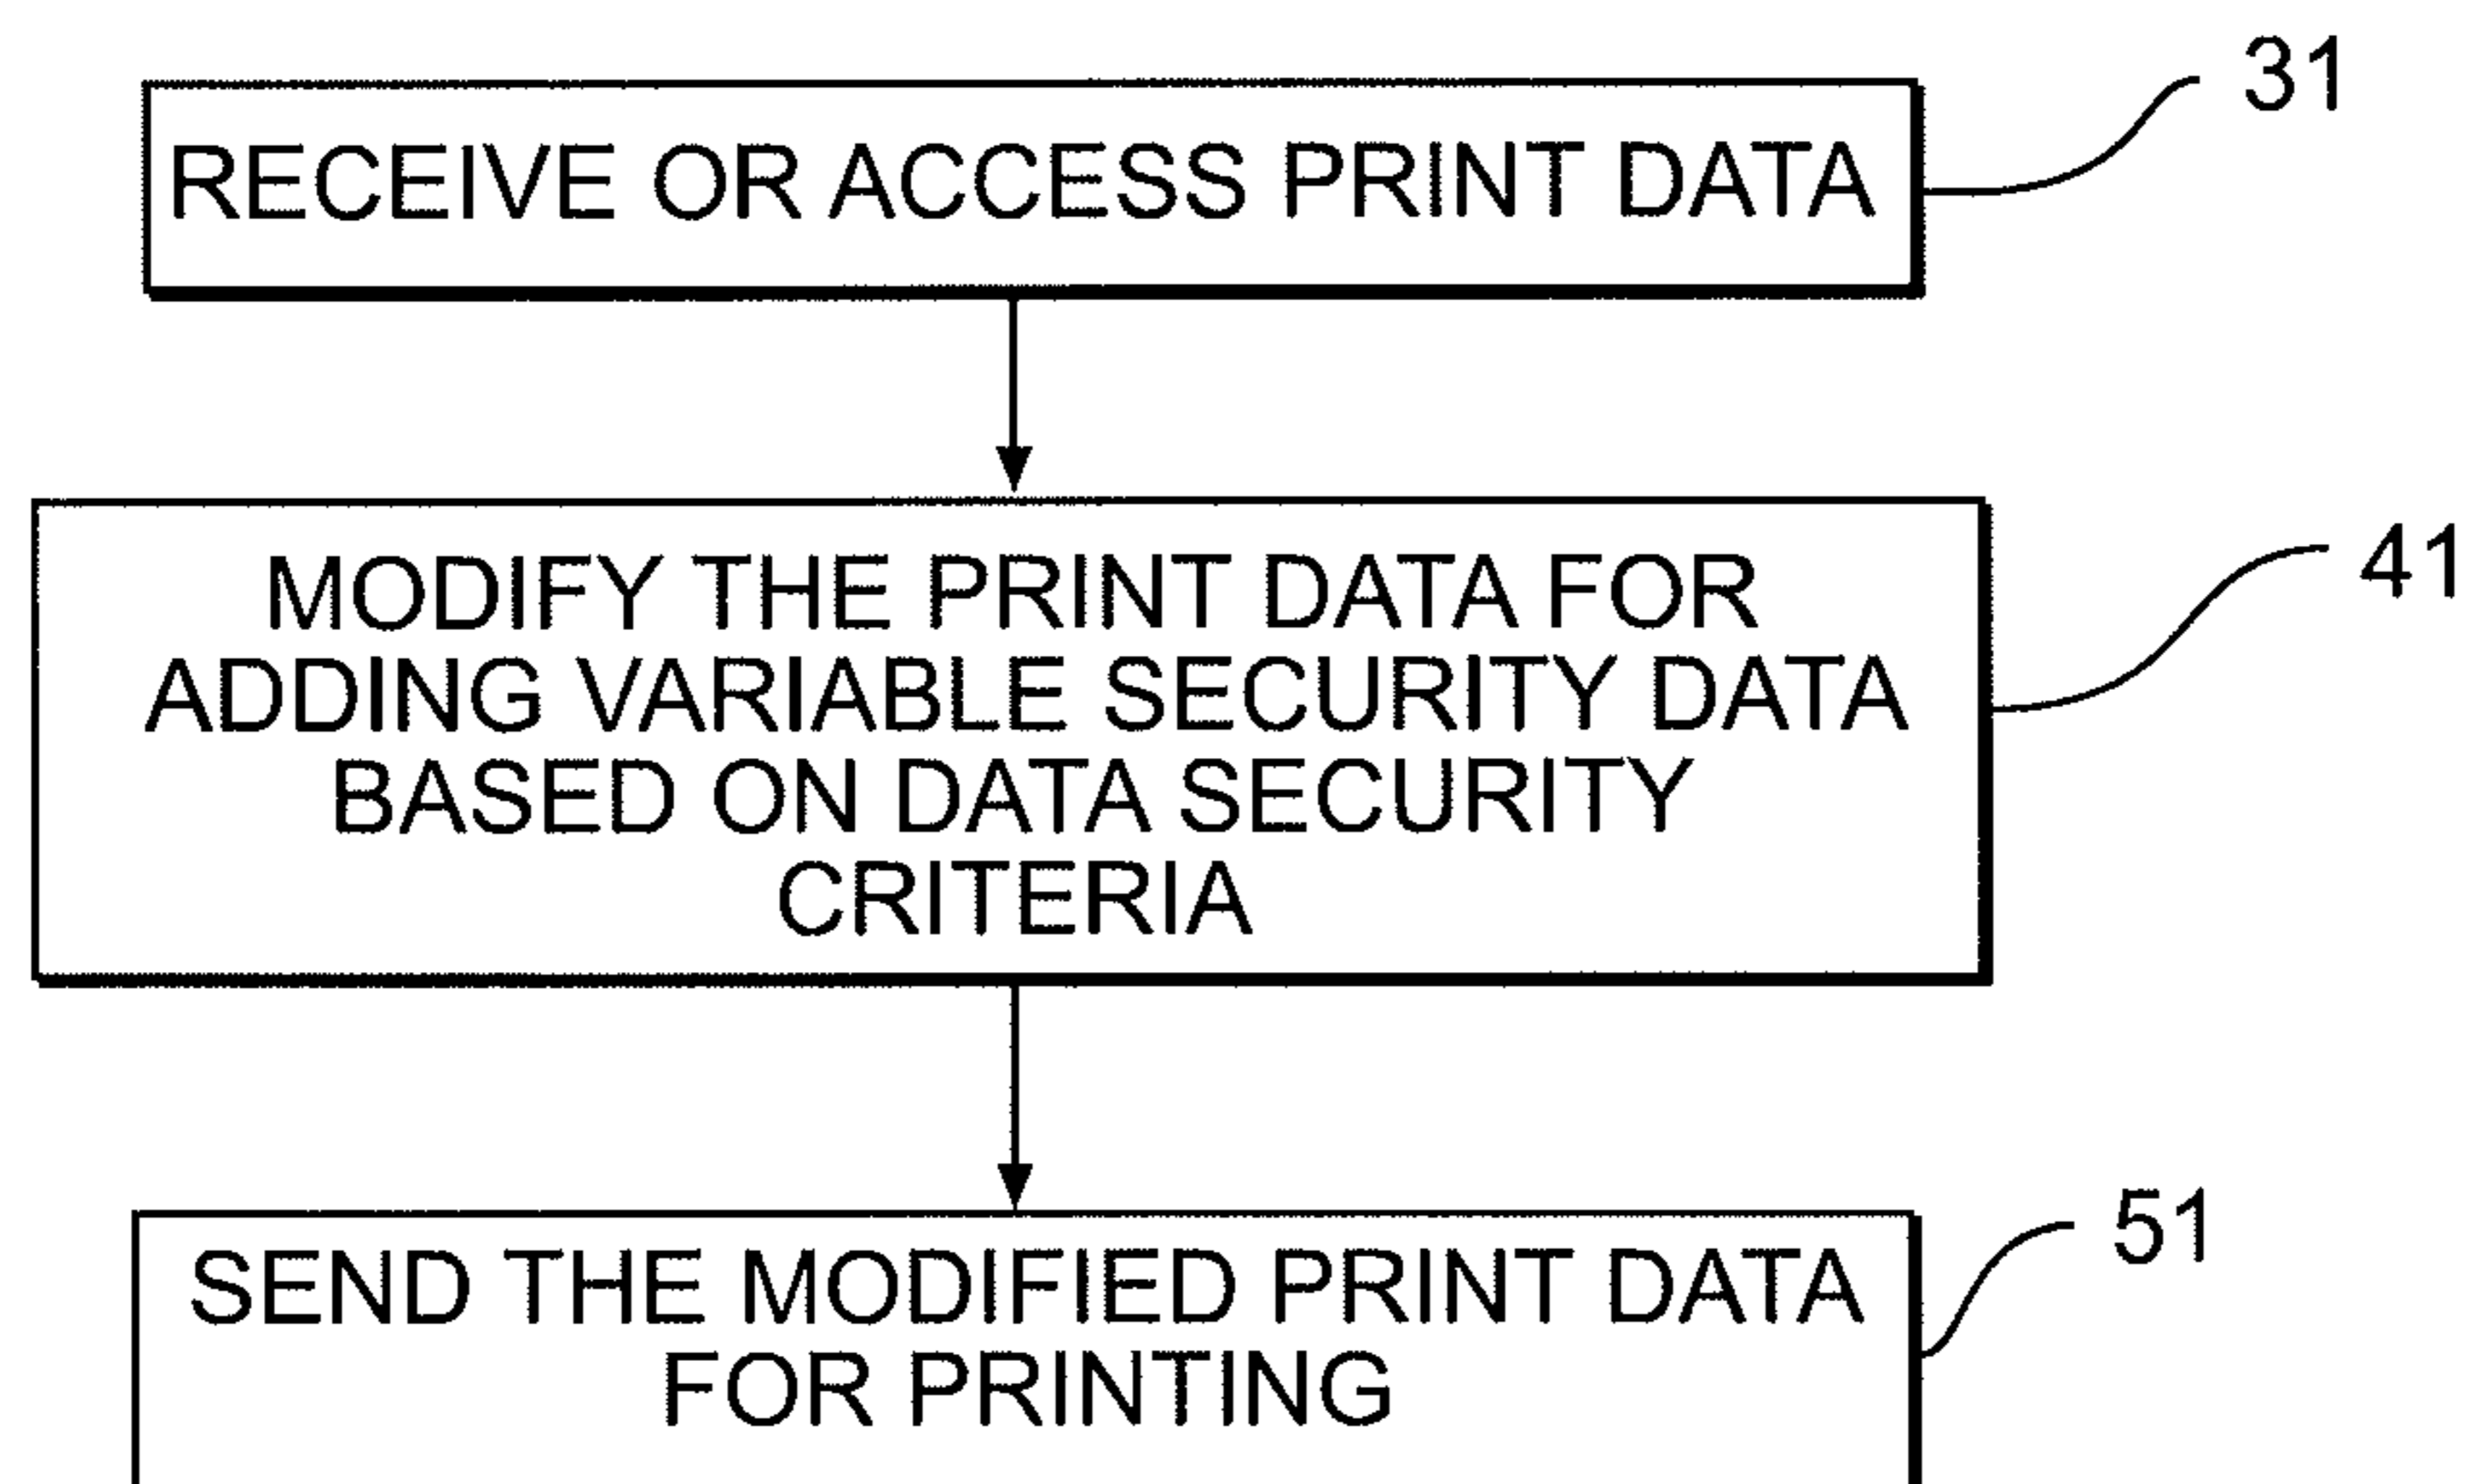 31
RECEIVE OR ACCESS PRINT DATA
41
MODIFY THE PRINT DATA FOR
ADDING VARIABLE SECURITY DATA
BASED ON DATA SECURITY
CRITERIA
51
SEND THE MODIFIED PRINT DATA
FOR PRINTING